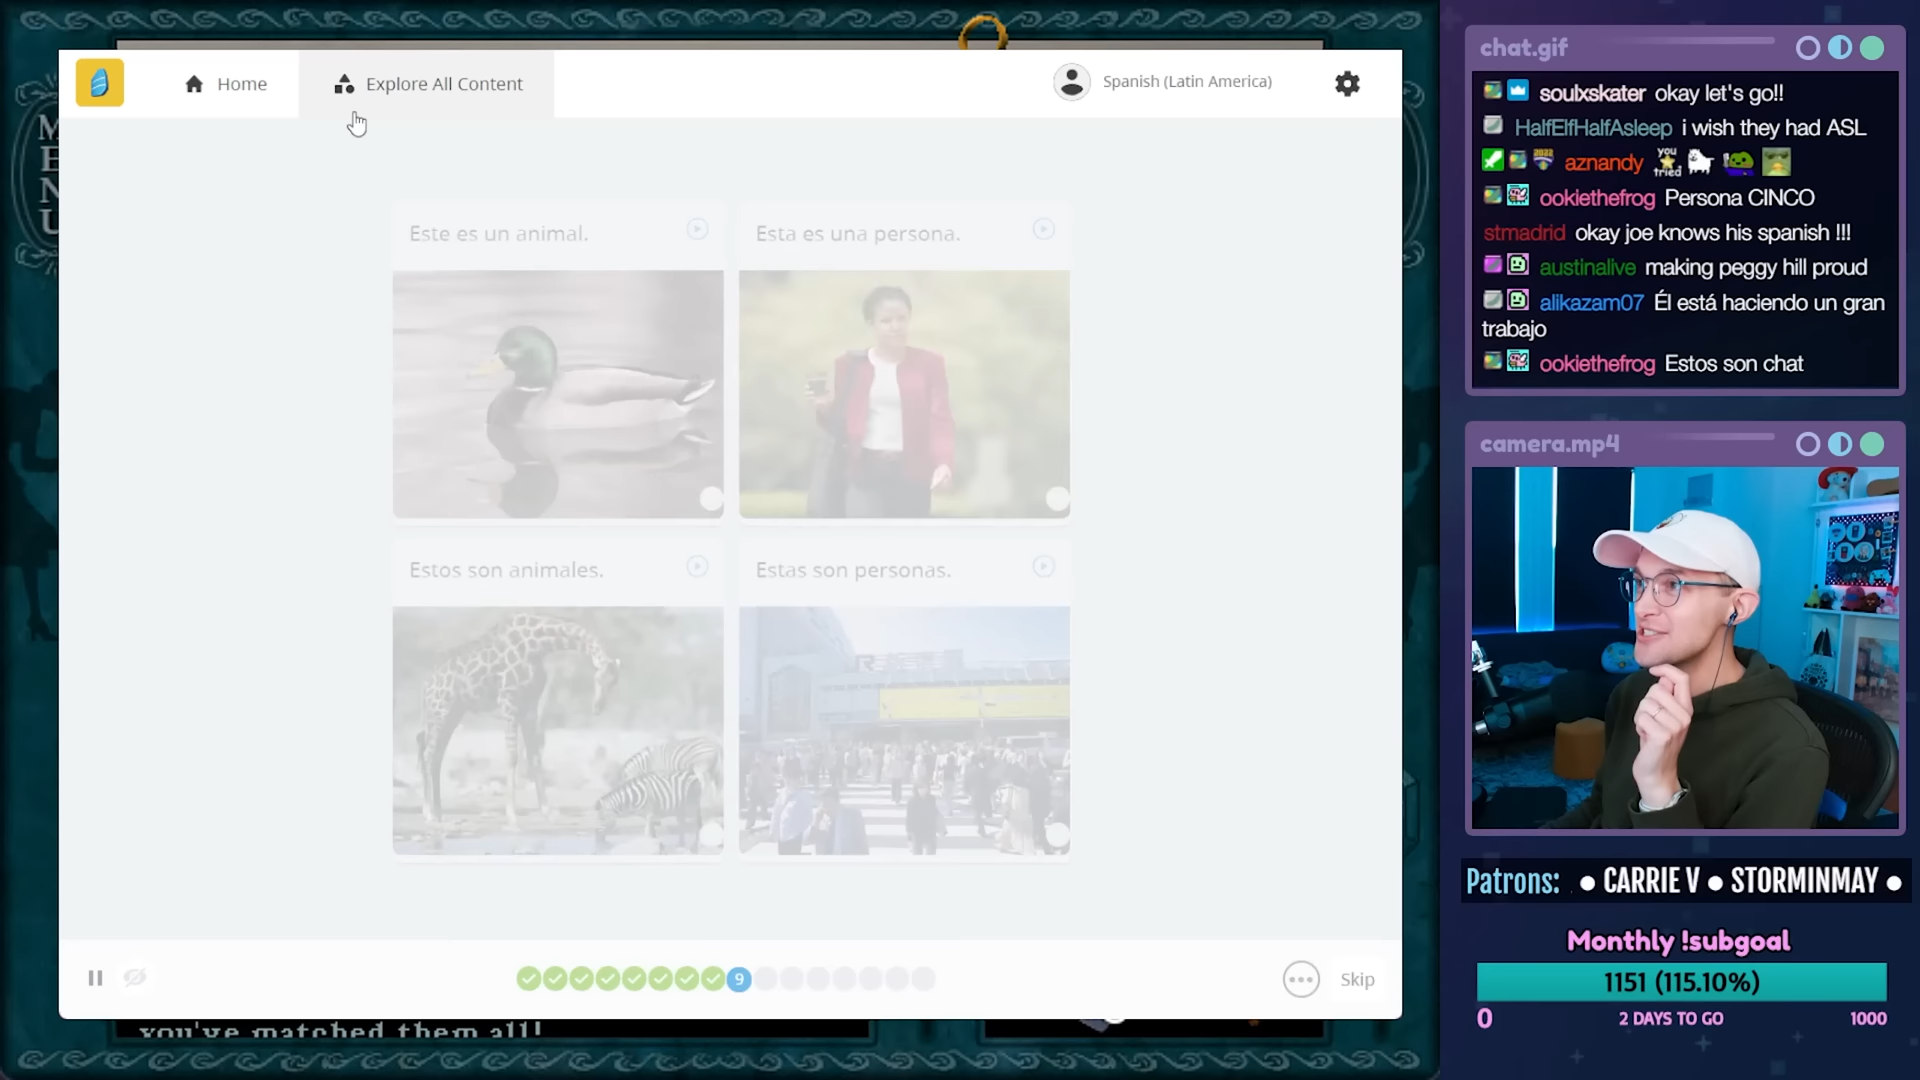 Home
Explore All Content
Spanish (Latin America)
Este es un animal.
Esta es una persona.
Estos son animales.
Estas son personas.
9
Skip
you've matched them all!
MENU
chat.gif
soulxskater okay let's go!!
HalfElfHalfAsleep i wish they had ASL
2022 aznandy you tried
ookiethefrog Persona CINCO
stmadrid okay joe knows his spanish !!!
austinalive making peggy hill proud
alikazam07 Él está haciendo un gran
trabajo
ookiethefrog Estos son chat
camera.mp4
Patrons: • CARRIE V • STORMINMAY •
Monthly !subgoal
1151 (115.10%)
0 2 DAYS TO GO 1000